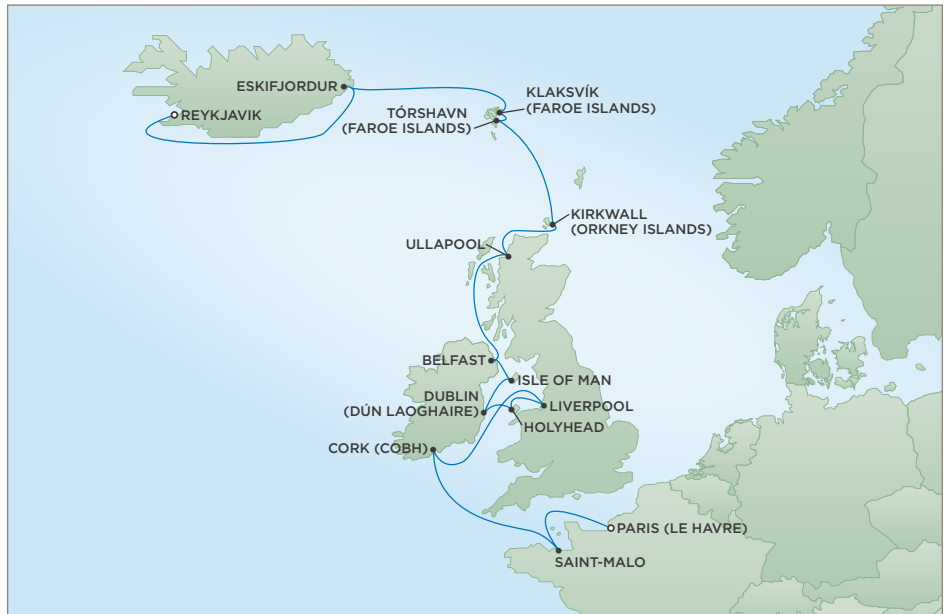 ESKIFJORDUR
REYKJAVIK
KLAKSVÍK
(FAROE ISLANDS)
TÓRSHAVN
(FAROE ISLANDS)
KIRKWALL
(ORKNEY ISLANDS)
ULLAPOOL
BELFAST
ISLE OF MAN
DUBLIN
(DÚN LAOGHAIRE)
LIVERPOOL
HOLYHEAD
CORK (COBH)
PARIS (LE HAVRE)
SAINT-MALO